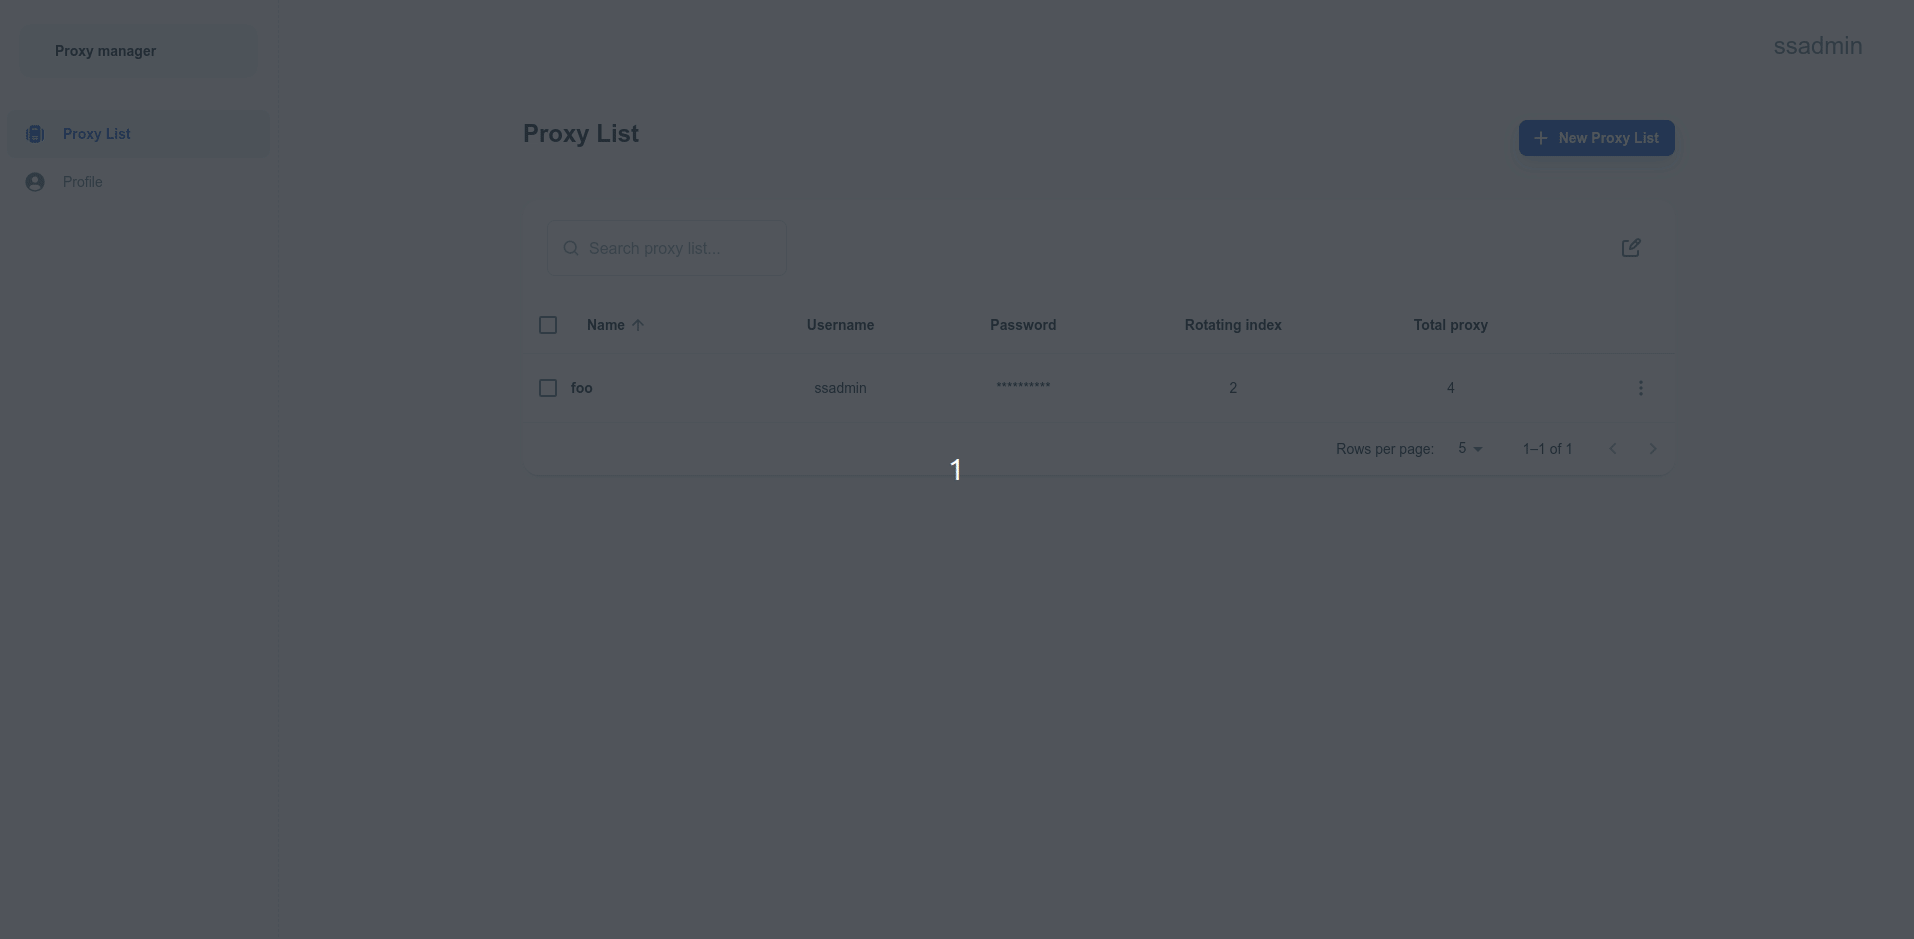 Proxy manager
ssadmin
Proxy List
Profile
Proxy List
New Proxy List
Search proxy list...
Name Username Password Rotating index Total proxy
foo ssadmin ********** 2 4
Rows per page: 5 1–1 of 1
1